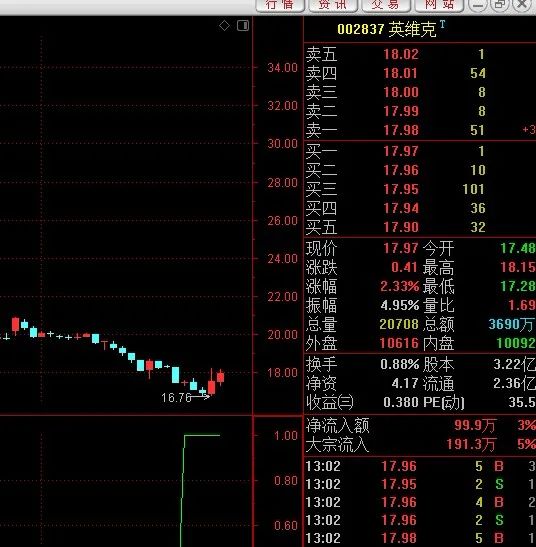 行情 资讯 交易 网站
002837 英维克 T
34.00
32.00
30.00
28.00
26.00
24.00
22.00
20.00
18.00
16.76
1.00
0.80
0.60
卖五 18.02 1
卖四 18.01 54
卖三 18.00 8
卖二 17.99 8
卖一 17.98 51 +3
买一 17.97 1
买二 17.96 10
买三 17.95 101
买四 17.94 36
买五 17.90 32
现价 17.97 今开 17.48
涨跌 0.41 最高 18.15
涨幅 2.33% 最低 17.28
振幅 4.95% 量比 1.69
总量 20708 总额 3690万
外盘 10616 内盘 10092
换手 0.88% 股本 3.22亿
净资 4.17 流通 2.36亿
收益㈢ 0.380 PE(动) 35.5
净流入额 99.9万 3%
大宗流入 191.3万 5%
13:02 17.96 5 B 3
13:02 17.95 2 S 1
13:02 17.96 4 B 2
13:02 17.96 2 S 1
13:02 17.98 5 B 1